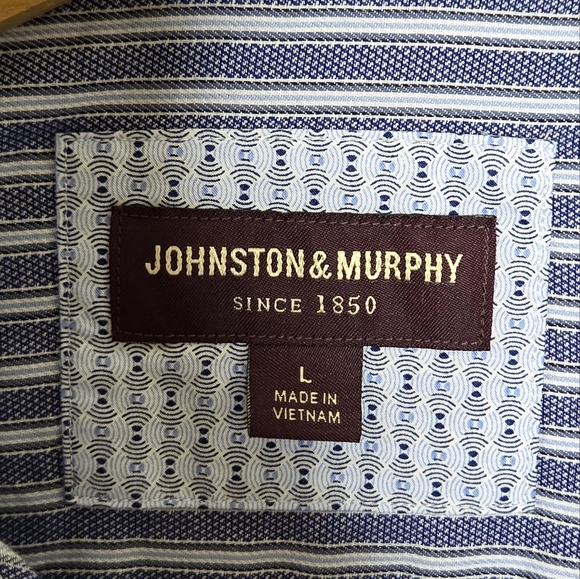 JOHNSTON & MURPHY
SINCE 1850
L
MADE IN
VIETNAM